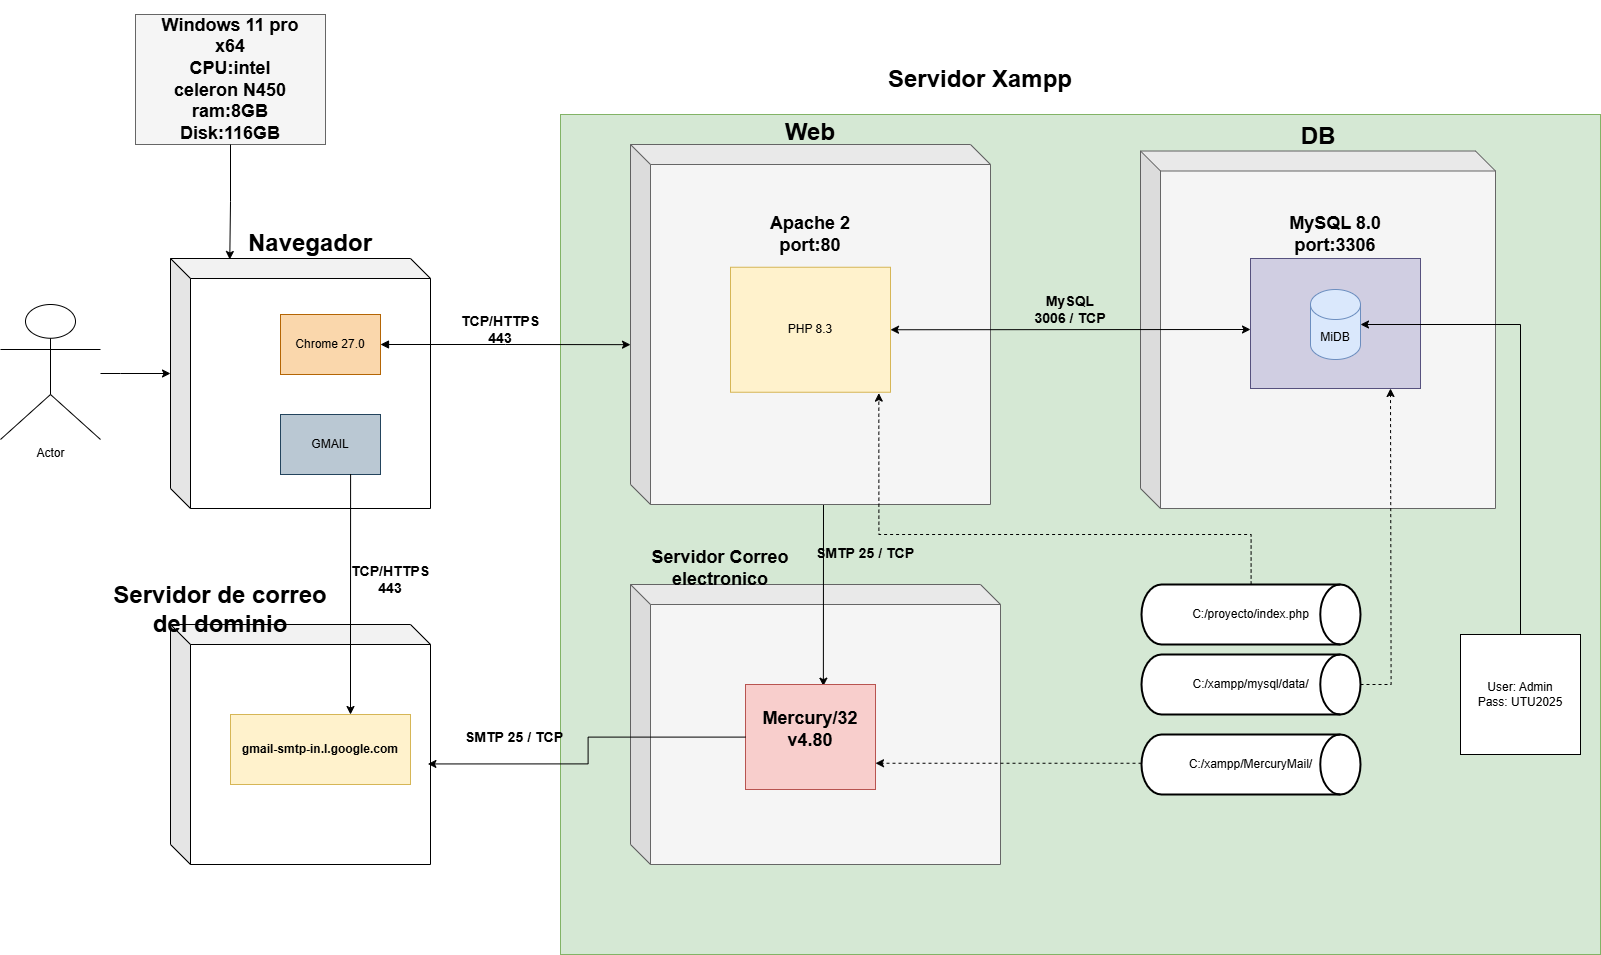 Windows 11 pro
x64
CPU:intel
celeron N450
ram:8GB
Disk:116GB
Servidor Xampp
Web
DB
Apache 2
port:80
MySQL 8.0
port:3306
Navegador
Chrome 27.0
TCP/HTTPS
443
PHP 8.3
MySQL
3006 / TCP
MiDB
GMAIL
Actor
TCP/HTTPS
443
SMTP 25 / TCP
Servidor Correo
electronico
Servidor de correo
del dominio
C:/proyecto/index.php
C:/xampp/mysql/data/
User: Admin
Pass: UTU2025
Mercury/32
v4.80
SMTP 25 / TCP
gmail-smtp-in.l.google.com
C:/xampp/MercuryMail/